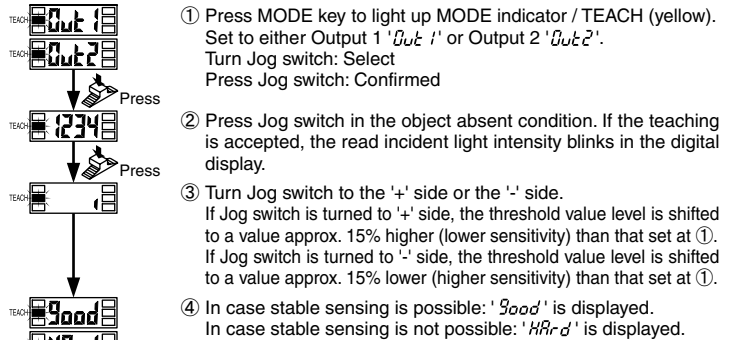 TEACH Out 1
TEACH Out2
Press
TEACH 1234
Press
TEACH 1
TEACH good
① Press MODE key to light up MODE indicator / TEACH (yellow).
Set to either Output 1 'Out 1' or Output 2 'Out2'.
Turn Jog switch: Select
Press Jog switch: Confirmed
② Press Jog switch in the object absent condition. If the teaching
is accepted, the read incident light intensity blinks in the digital
display.
③ Turn Jog switch to the '+' side or the '-' side.
If Jog switch is turned to '+' side, the threshold value level is shifted
to a value approx. 15% higher (lower sensitivity) than that set at ①.
If Jog switch is turned to '-' side, the threshold value level is shifted
to a value approx. 15% lower (higher sensitivity) than that set at ①.
④ In case stable sensing is possible: 'good' is displayed.
In case stable sensing is not possible: 'HArd' is displayed.